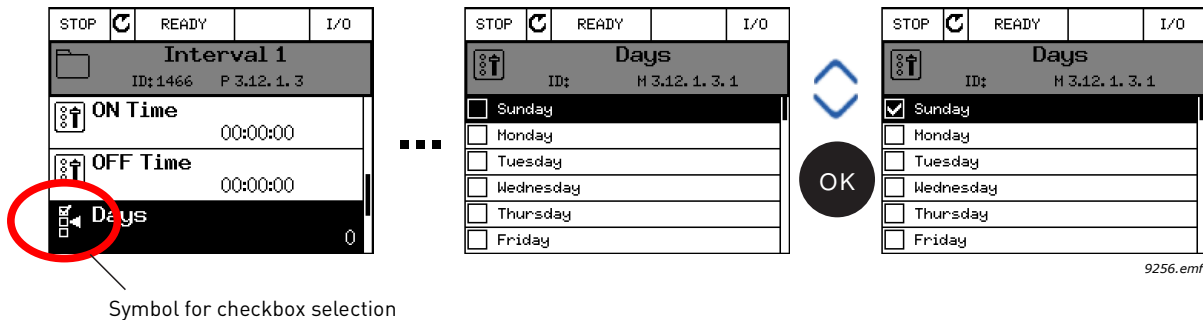 STOP READY I/O
Interval 1
ID:1466 P 3.12.1.3
ON Time
00:00:00
OFF Time
00:00:00
Days
0
Symbol for checkbox selection
STOP READY I/O
Days
ID: M 3.12.1.3.1
Sunday
Monday
Tuesday
Wednesday
Thursday
Friday
OK
STOP READY I/O
Days
ID: M 3.12.1.3.1
Sunday
Monday
Tuesday
Wednesday
Thursday
Friday
9256.emf